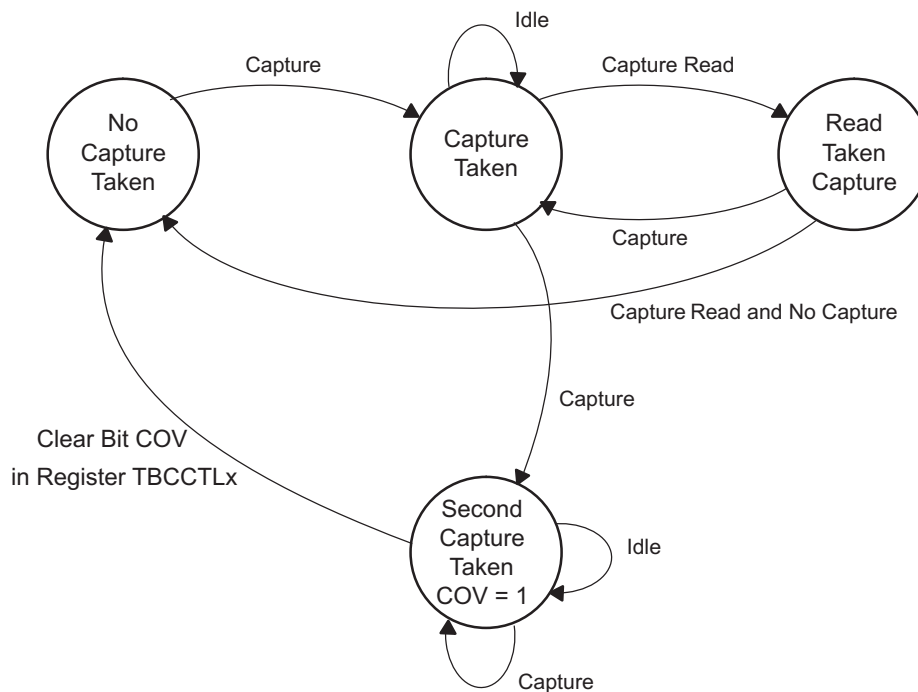 Idle
Capture
Capture Read
No
Capture
Taken
Capture
Taken
Read
Taken
Capture
Capture
Capture Read and No Capture
Capture
Clear Bit COV
in Register TBCCTLx
Second
Capture
Taken
COV = 1
Idle
Capture